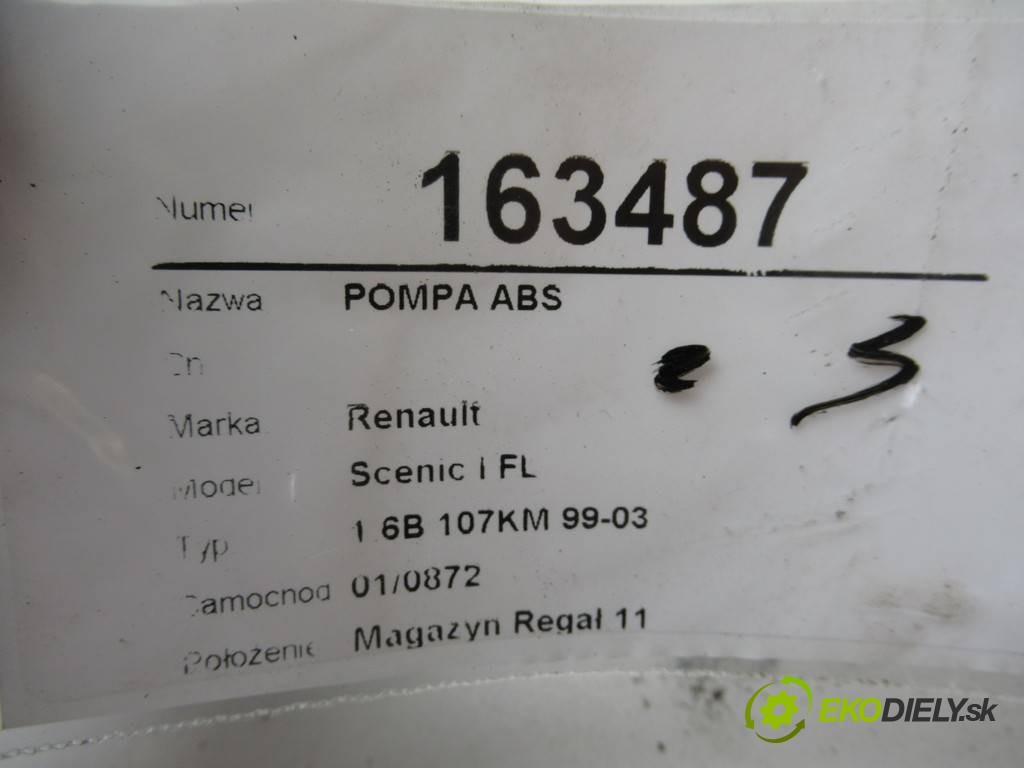 Numer 163487
Nazwa POMPA ABS
Marka Renault
Model Scenic I FL
Typ 1.6B 107KM 99-03
Samochód 01/0872
Położenie Magazyn Regał 11
EKODIELY.sk